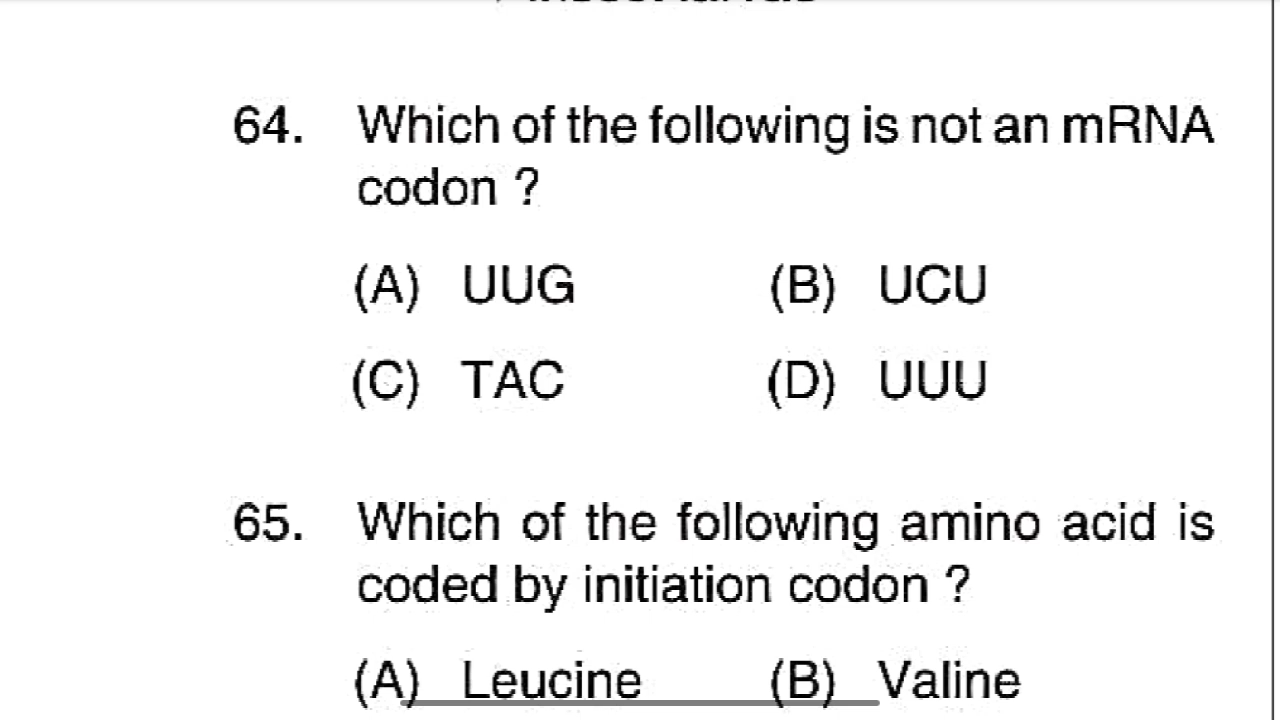 64. Which of the following is not an mRNA
codon ?
(A) UUG (B) UCU
(C) TAC (D) UUU
65. Which of the following amino acid is
coded by initiation codon ?
(A) Leucine (B) Valine